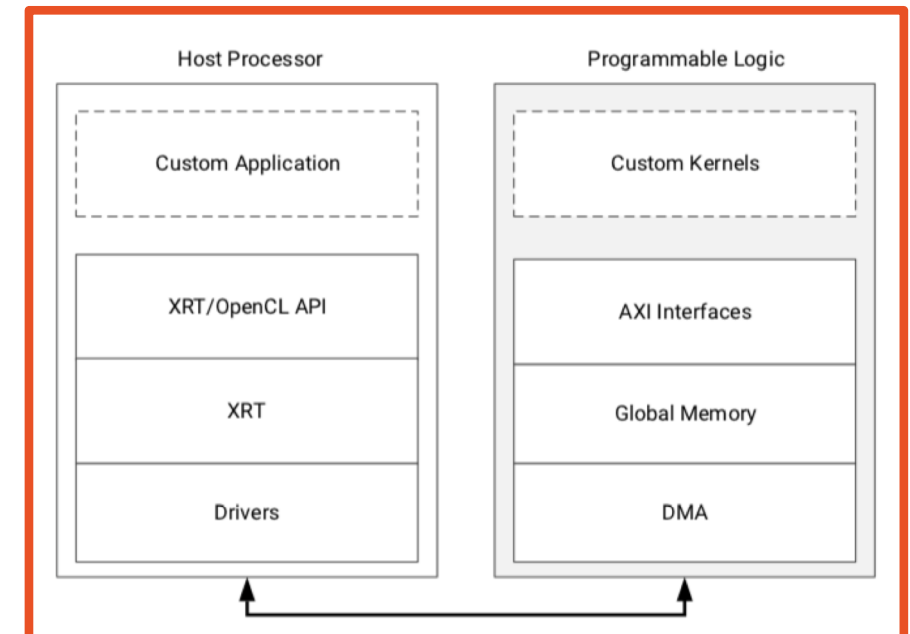 Host Processor
Custom Application
XRT/OpenCL API
XRT
Drivers
Programmable Logic
Custom Kernels
AXI Interfaces
Global Memory
DMA